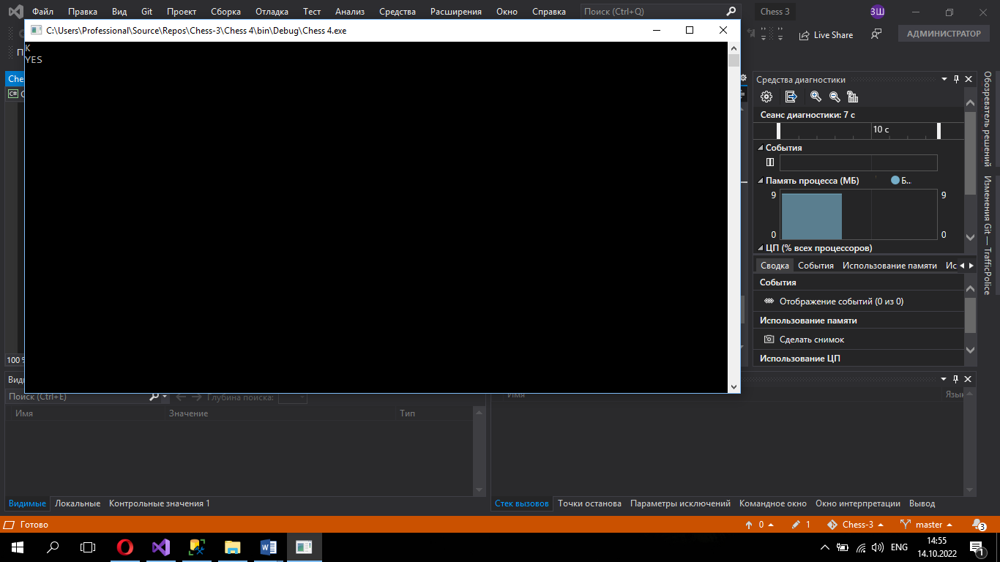 Файл Правка Вид Git Проект Сборка Отладка Тест Анализ Средства Расширения Окно Справка Поиск (Ctrl+Q) Chess 3 ЗШ
C:\Users\Professional\Source\Repos\Chess-3\Chess 4\bin\Debug\Chess 4.exe
Live Share АДМИНИСТРАТОР
K
YES
Che
C#
100 %
Средства диагностики
Сеанс диагностики: 7 с
10 с
События
Память процесса (МБ) Б...
9 9
0 0
ЦП (% всех процессоров)
Сводка События Использование памяти Ис
События
Отображение событий (0 из 0)
Использование памяти
Сделать снимок
Использование ЦП
Обозреватель решений
Изменения Git — TrafficPolice
Види
Поиск (Ctrl+E) Глубина поиска:
Имя Значение Тип
Имя Язык
Видимые Локальные Контрольные значения 1
Стек вызовов Точки останова Параметры исключений Командное окно Окно интерпретации Вывод
Готово 0 1 Chess-3 master 3
ENG
14:55
14.10.2022
1